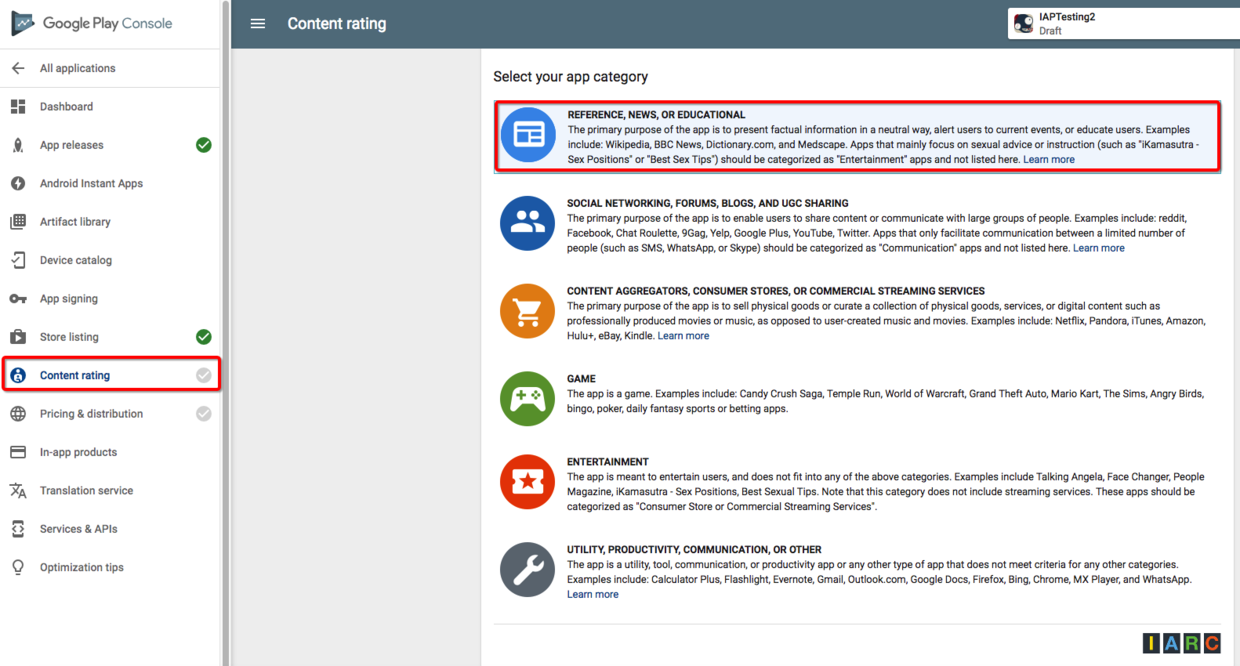 Google Play Console
Content rating
IAPTesting2
Draft
All applications
Dashboard
App releases
Android Instant Apps
Artifact library
Device catalog
App signing
Store listing
Content rating
Pricing & distribution
In-app products
Translation service
Services & APIs
Optimization tips
Select your app category
REFERENCE, NEWS, OR EDUCATIONAL
The primary purpose of the app is to present factual information in a neutral way, alert users to current events, or educate users. Examples
include: Wikipedia, BBC News, Dictionary.com, and Medscape. Apps that mainly focus on sexual advice or instruction (such as "iKamasutra -
Sex Positions" or "Best Sex Tips") should be categorized as "Entertainment" apps and not listed here. Learn more
SOCIAL NETWORKING, FORUMS, BLOGS, AND UGC SHARING
The primary purpose of the app is to enable users to share content or communicate with large groups of people. Examples include: reddit,
Facebook, Chat Roulette, 9Gag, Yelp, Google Plus, YouTube, Twitter. Apps that only facilitate communication between a limited number of
people (such as SMS, WhatsApp, or Skype) should be categorized as "Communication" apps and not listed here. Learn more
CONTENT AGGREGATORS, CONSUMER STORES, OR COMMERCIAL STREAMING SERVICES
The primary purpose of the app is to sell physical goods or curate a collection of physical goods, services, or digital content such as
professionally produced movies or music, as opposed to user-created music and movies. Examples include: Netflix, Pandora, iTunes, Amazon,
Hulu+, eBay, Kindle. Learn more
GAME
The app is a game. Examples include: Candy Crush Saga, Temple Run, World of Warcraft, Grand Theft Auto, Mario Kart, The Sims, Angry Birds,
bingo, poker, daily fantasy sports or betting apps.
ENTERTAINMENT
The app is meant to entertain users, and does not fit into any of the above categories. Examples include Talking Angela, Face Changer, People
Magazine, iKamasutra - Sex Positions, Best Sexual Tips. Note that this category does not include streaming services. These apps should be
categorized as "Consumer Store or Commercial Streaming Services".
UTILITY, PRODUCTIVITY, COMMUNICATION, OR OTHER
The app is a utility, tool, communication, or productivity app or any other type of app that does not meet criteria for any other categories.
Examples include: Calculator Plus, Flashlight, Evernote, Gmail, Outlook.com, Google Docs, Firefox, Bing, Chrome, MX Player, and WhatsApp.
Learn more
IARC